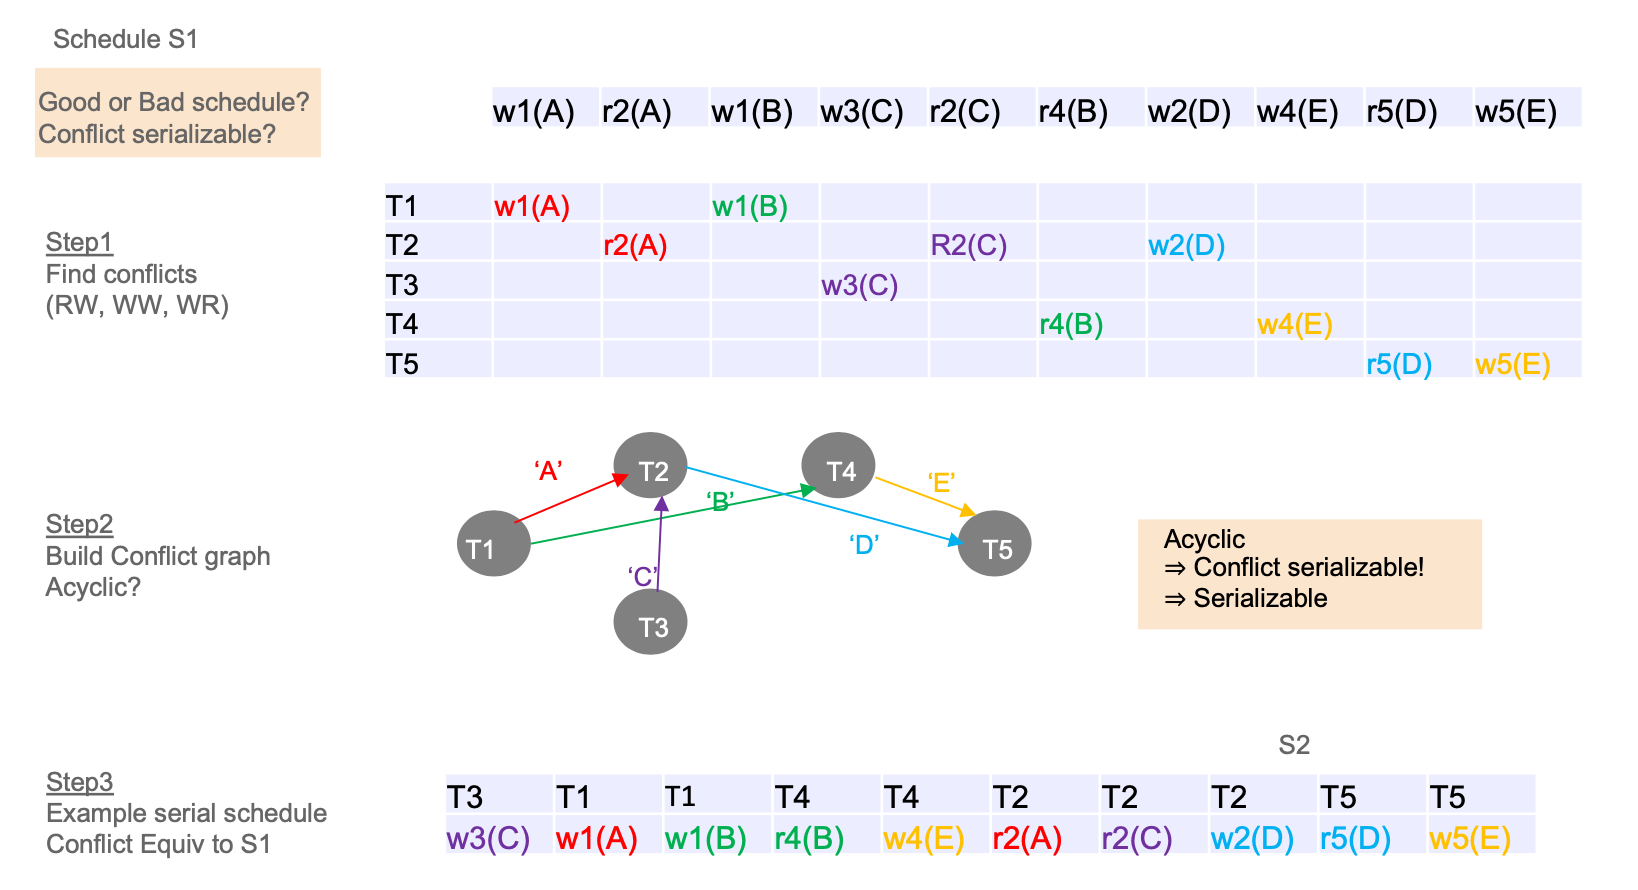 Schedule S1
Good or Bad schedule?
Conflict serializable?
w1(A) r2(A) w1(B) w3(C) r2(C) r4(B) w2(D) w4(E) r5(D) w5(E)
Step1
Find conflicts
(RW, WW, WR)
T1 w1(A) w1(B)
T2 r2(A) R2(C) w2(D)
T3 w3(C)
T4 r4(B) w4(E)
T5 r5(D) w5(E)
Step2
Build Conflict graph
Acyclic?
‘A’
T2
T4
‘E’
‘B’
T1
‘D’
T5
‘C’
T3
Acyclic
⇒ Conflict serializable!
⇒ Serializable
S2
Step3
Example serial schedule
Conflict Equiv to S1
T3 T1 T1 T4 T4 T2 T2 T2 T5 T5
w3(C) w1(A) w1(B) r4(B) w4(E) r2(A) r2(C) w2(D) r5(D) w5(E)